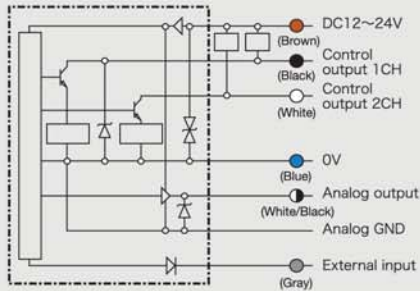 DC12～24V
(Brown)
Control
output 1CH
(Black)
Control
output 2CH
(White)
0V
(Blue)
Analog output
(White/Black)
Analog GND
External input
(Gray)